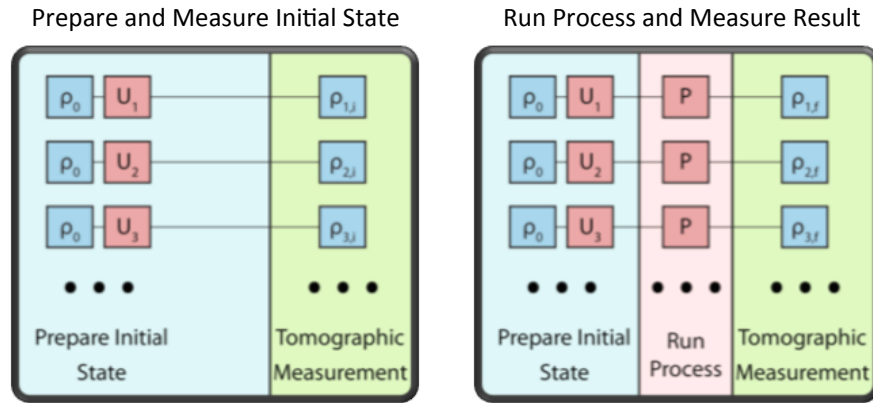 Prepare and Measure Initial State
ρ₀ U₁ ρ₁,ᵢ
ρ₀ U₂ ρ₂,ᵢ
ρ₀ U₃ ρ₃,ᵢ
• • • • • •
Prepare Initial
State
Tomographic
Measurement
Run Process and Measure Result
ρ₀ U₁ P ρ₁,f
ρ₀ U₂ P ρ₂,f
ρ₀ U₃ P ρ₃,f
• • • • • • • • •
Prepare Initial
State
Run
Process
Tomographic
Measurement